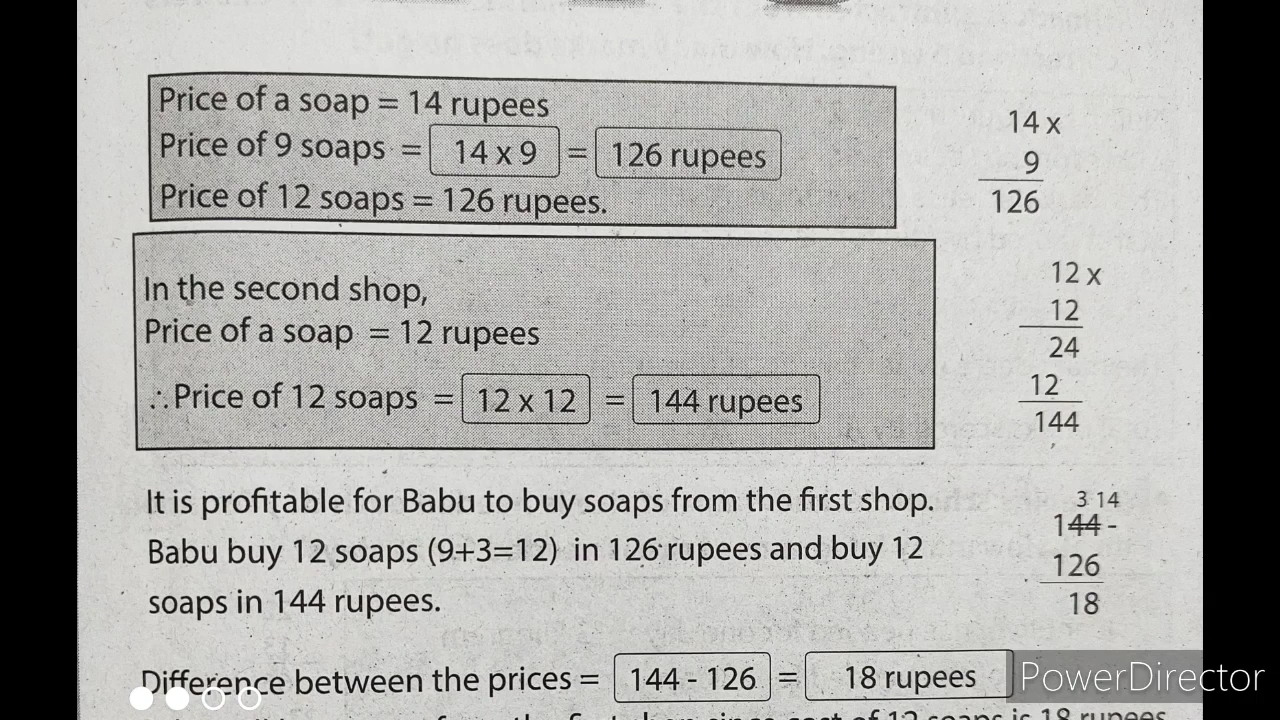 Price of a soap = 14 rupees
Price of 9 soaps = 14 x 9 = 126 rupees
Price of 12 soaps = 126 rupees.
14 x
9
126
In the second shop,
Price of a soap = 12 rupees
∴ Price of 12 soaps = 12 x 12 = 144 rupees
12 x
12
24
12
144
It is profitable for Babu to buy soaps from the first shop.
Babu buy 12 soaps (9+3=12) in 126 rupees and buy 12
soaps in 144 rupees.
3 14
144 -
126
18
Difference between the prices = 144 - 126 = 18 rupees
PowerDirector